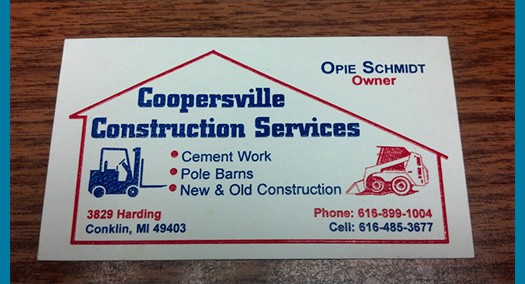 OPIE SCHMIDT
Owner
Coopersville
Construction Services
• Cement Work
• Pole Barns
• New & Old Construction
3829 Harding
Conklin, MI 49403
Phone: 616-899-1004
Cell: 616-485-3677